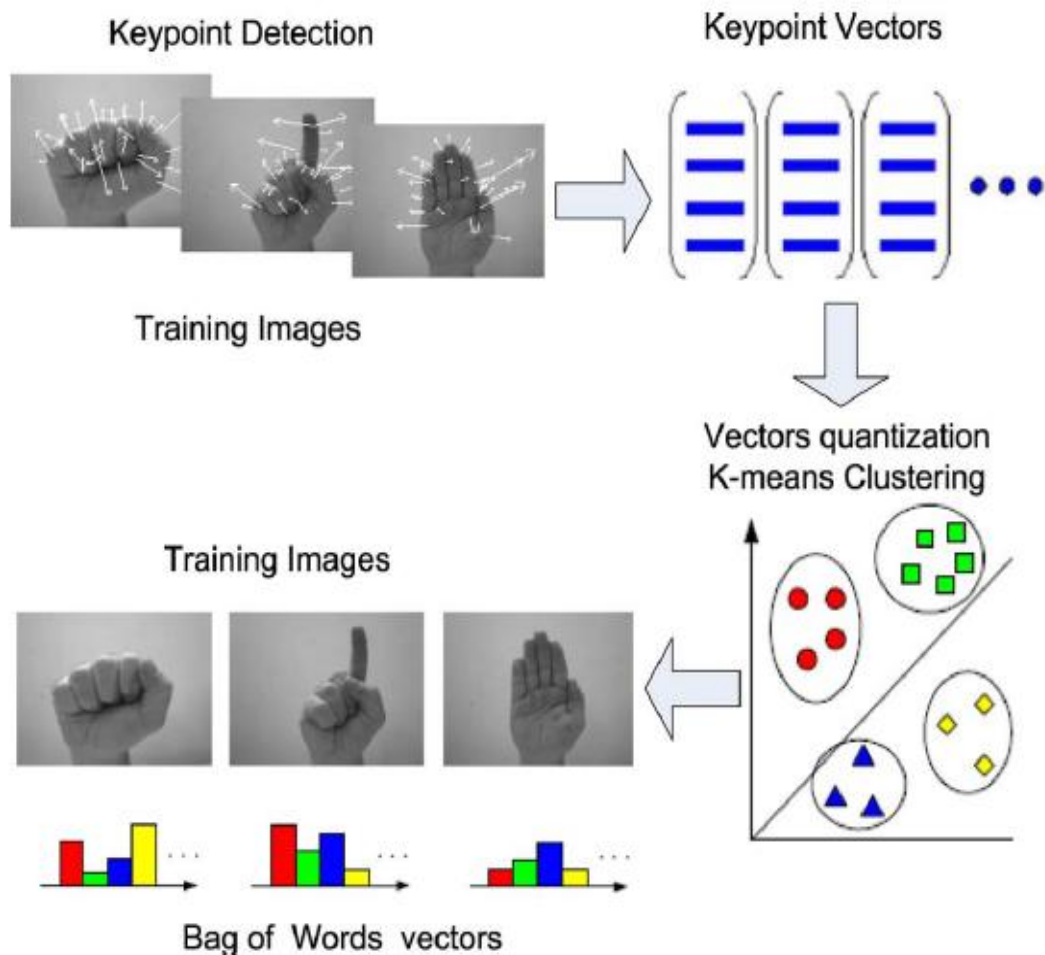 Keypoint Detection
Keypoint Vectors
Training Images
Vectors quantization
K-means Clustering
Training Images
Bag of Words vectors